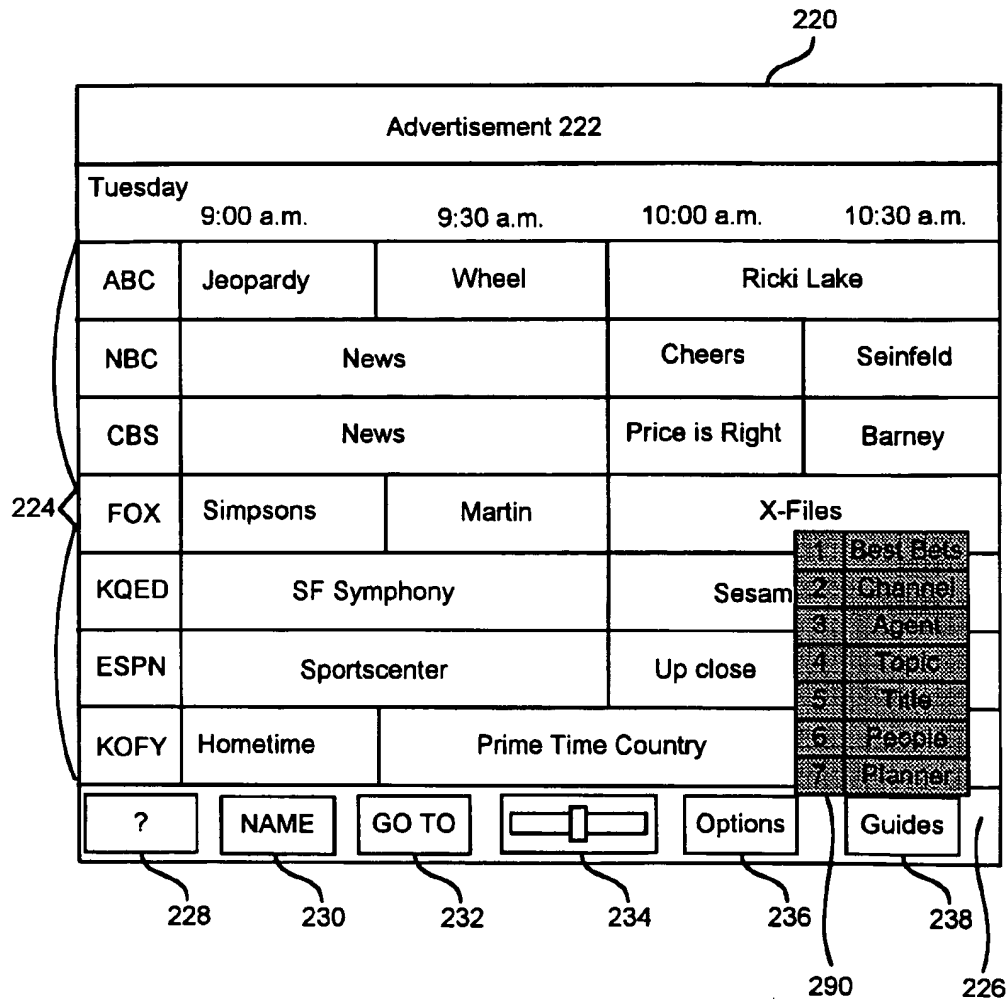 220
Advertisement 222
Tuesday
9:00 a.m. 9:30 a.m. 10:00 a.m. 10:30 a.m.
ABC Jeopardy Wheel Ricki Lake
NBC News Cheers Seinfeld
CBS News Price is Right Barney
224 FOX Simpsons Martin X-Files
1 Best Bets
KQED SF Symphony Sesam 2 Channel
3 Agent
ESPN Sportscenter Up close 4 Topic
5 Title
KOFY Hometime Prime Time Country 6 People
7 Planner
? NAME GO TO Options Guides
228 230 232 234 236 238
290 226